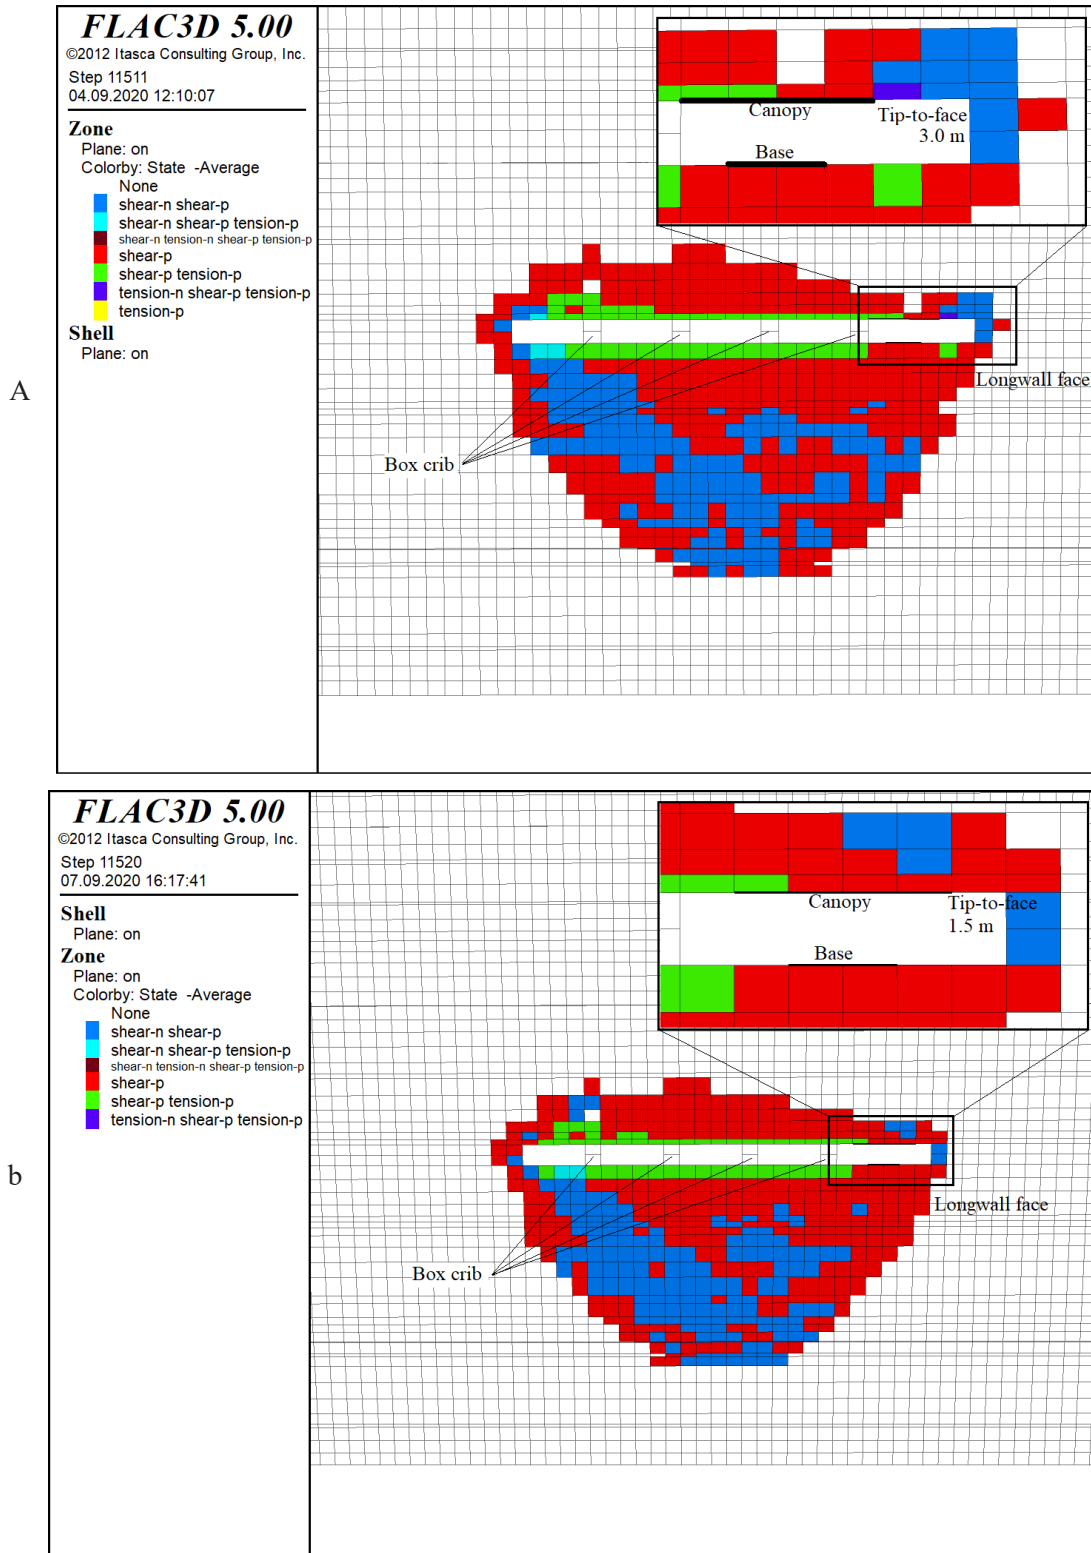 A
FLAC3D 5.00
©2012 Itasca Consulting Group, Inc.
Step 11511
04.09.2020 12:10:07
Zone
Plane: on
Colorby: State -Average
None
shear-n shear-p
shear-n shear-p tension-p
shear-n tension-n shear-p tension-p
shear-p
shear-p tension-p
tension-n shear-p tension-p
tension-p
Shell
Plane: on
Canopy
Tip-to-face
3.0 m
Base
Longwall face
Box crib
b
FLAC3D 5.00
©2012 Itasca Consulting Group, Inc.
Step 11520
07.09.2020 16:17:41
Shell
Plane: on
Zone
Plane: on
Colorby: State -Average
None
shear-n shear-p
shear-n shear-p tension-p
shear-n tension-n shear-p tension-p
shear-p
shear-p tension-p
tension-n shear-p tension-p
Canopy
Tip-to-face
1.5 m
Base
Longwall face
Box crib